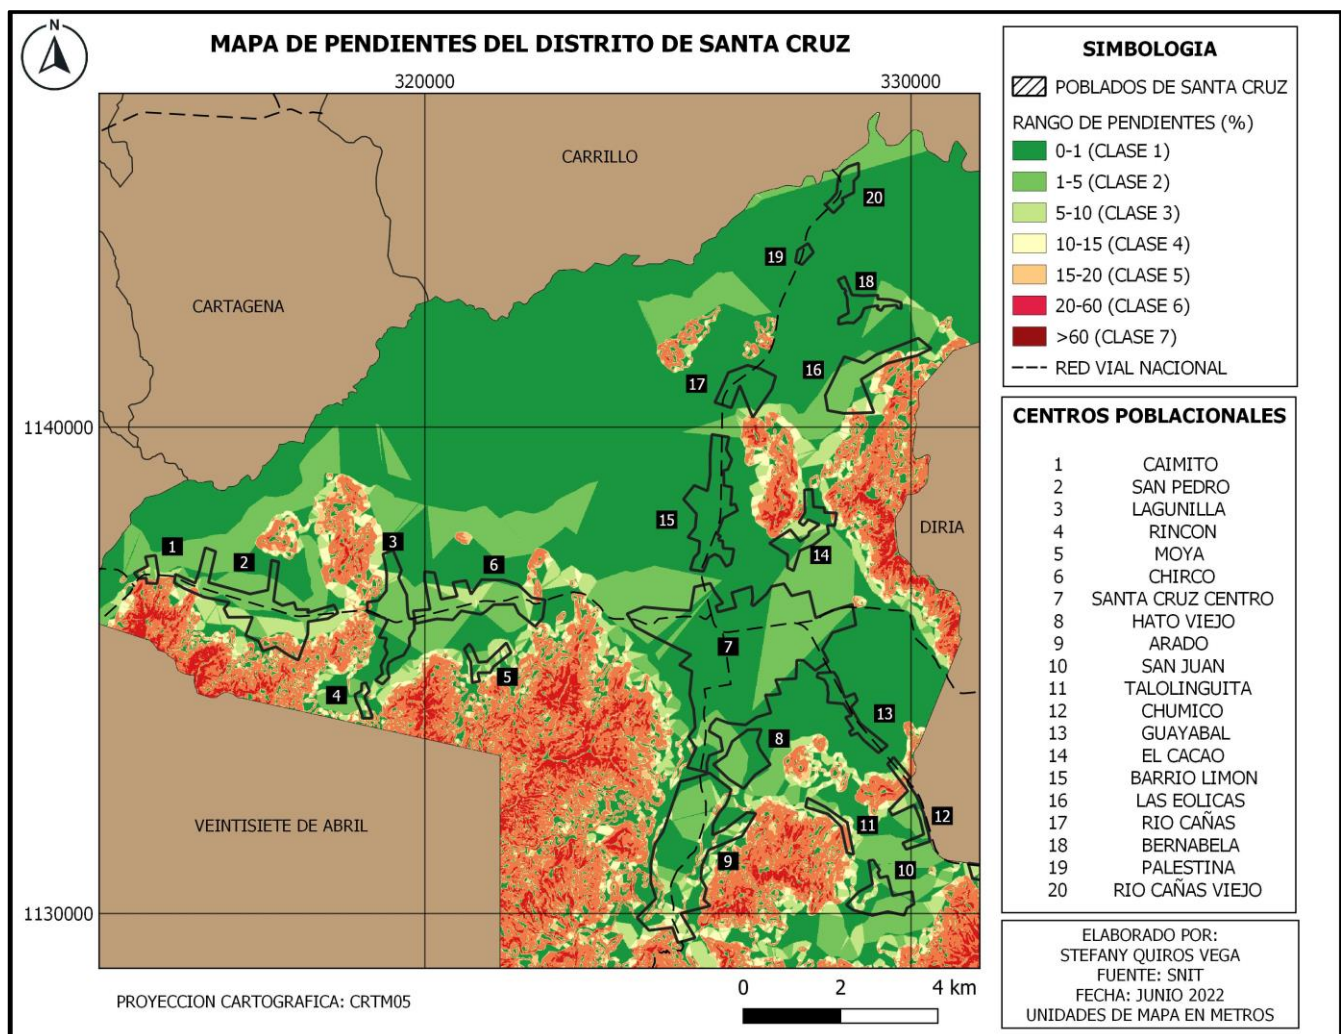 N
MAPA DE PENDIENTES DEL DISTRITO DE SANTA CRUZ
320000
330000
CARRILLO
CARTAGENA
20
19
18
17
16
1140000
DIRIA
15
14
1
2
3
6
7
5
4
13
8
VEINTISIETE DE ABRIL
11
12
9
10
1130000
PROYECCION CARTOGRAFICA: CRTM05
0 2 4 km
SIMBOLOGIA
POBLADOS DE SANTA CRUZ
RANGO DE PENDIENTES (%)
0-1 (CLASE 1)
1-5 (CLASE 2)
5-10 (CLASE 3)
10-15 (CLASE 4)
15-20 (CLASE 5)
20-60 (CLASE 6)
>60 (CLASE 7)
RED VIAL NACIONAL
CENTROS POBLACIONALES
1 CAIMITO
2 SAN PEDRO
3 LAGUNILLA
4 RINCON
5 MOYA
6 CHIRCO
7 SANTA CRUZ CENTRO
8 HATO VIEJO
9 ARADO
10 SAN JUAN
11 TALOLINGUITA
12 CHUMICO
13 GUAYABAL
14 EL CACAO
15 BARRIO LIMON
16 LAS EOLICAS
17 RIO CAÑAS
18 BERNABELA
19 PALESTINA
20 RIO CAÑAS VIEJO
ELABORADO POR:
STEFANY QUIROS VEGA
FUENTE: SNIT
FECHA: JUNIO 2022
UNIDADES DE MAPA EN METROS